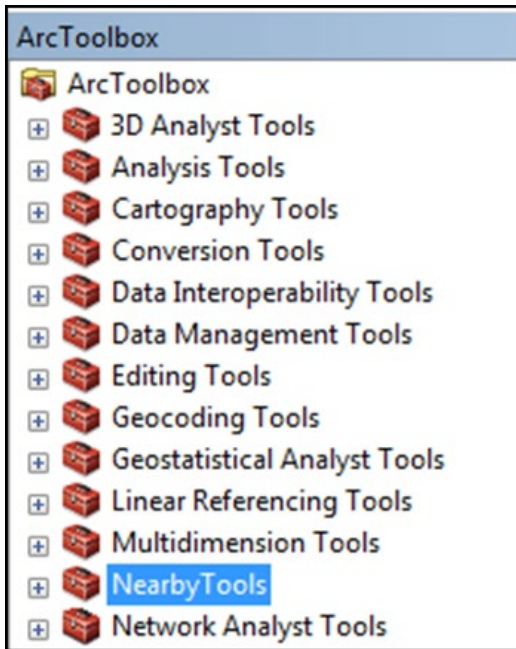 ArcToolbox
ArcToolbox
3D Analyst Tools
Analysis Tools
Cartography Tools
Conversion Tools
Data Interoperability Tools
Data Management Tools
Editing Tools
Geocoding Tools
Geostatistical Analyst Tools
Linear Referencing Tools
Multidimension Tools
NearbyTools
Network Analyst Tools